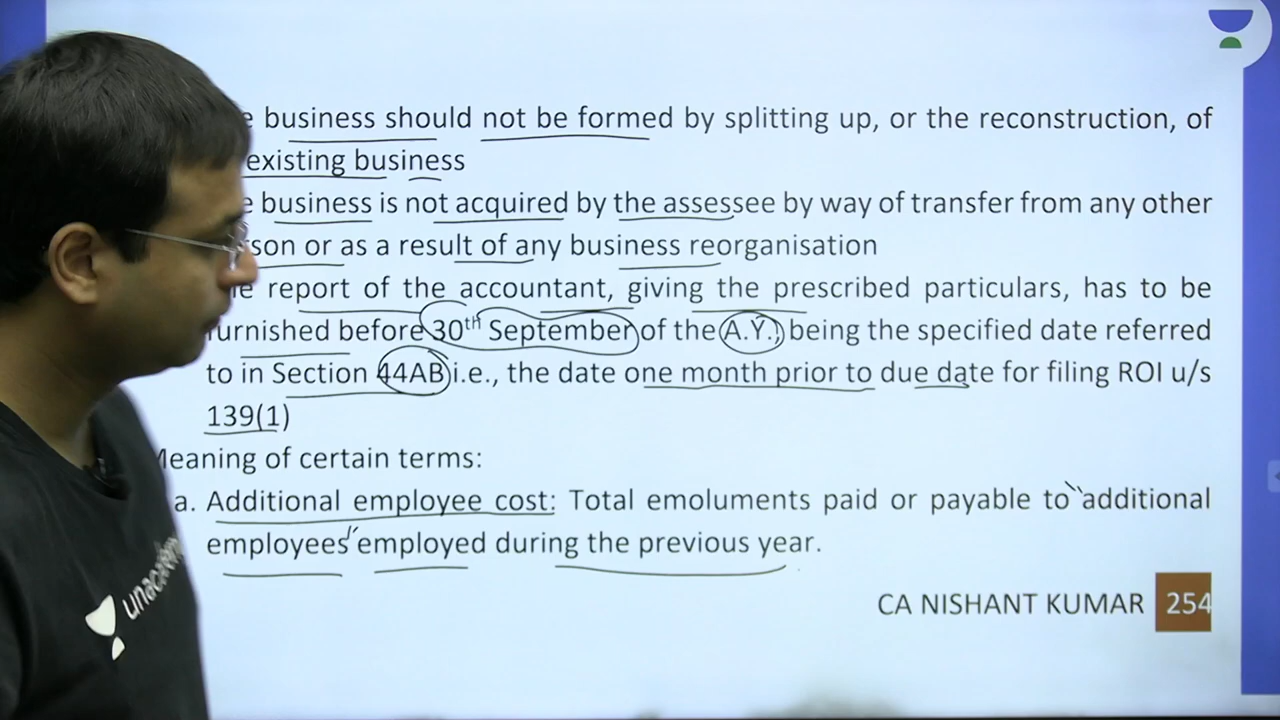 business should not be formed by splitting up, or the reconstruction, of
existing business
business is not acquired by the assessee by way of transfer from any other
son or as a result of any business reorganisation
report of the accountant, giving the prescribed particulars, has to be
furnished before 30th September of the A.Y., being the specified date referred
to in Section 44AB i.e., the date one month prior to due date for filing ROI u/s
139(1)
Meaning of certain terms:
a. Additional employee cost: Total emoluments paid or payable to "additional
employees" employed during the previous year.
CA NISHANT KUMAR 254
unacademy